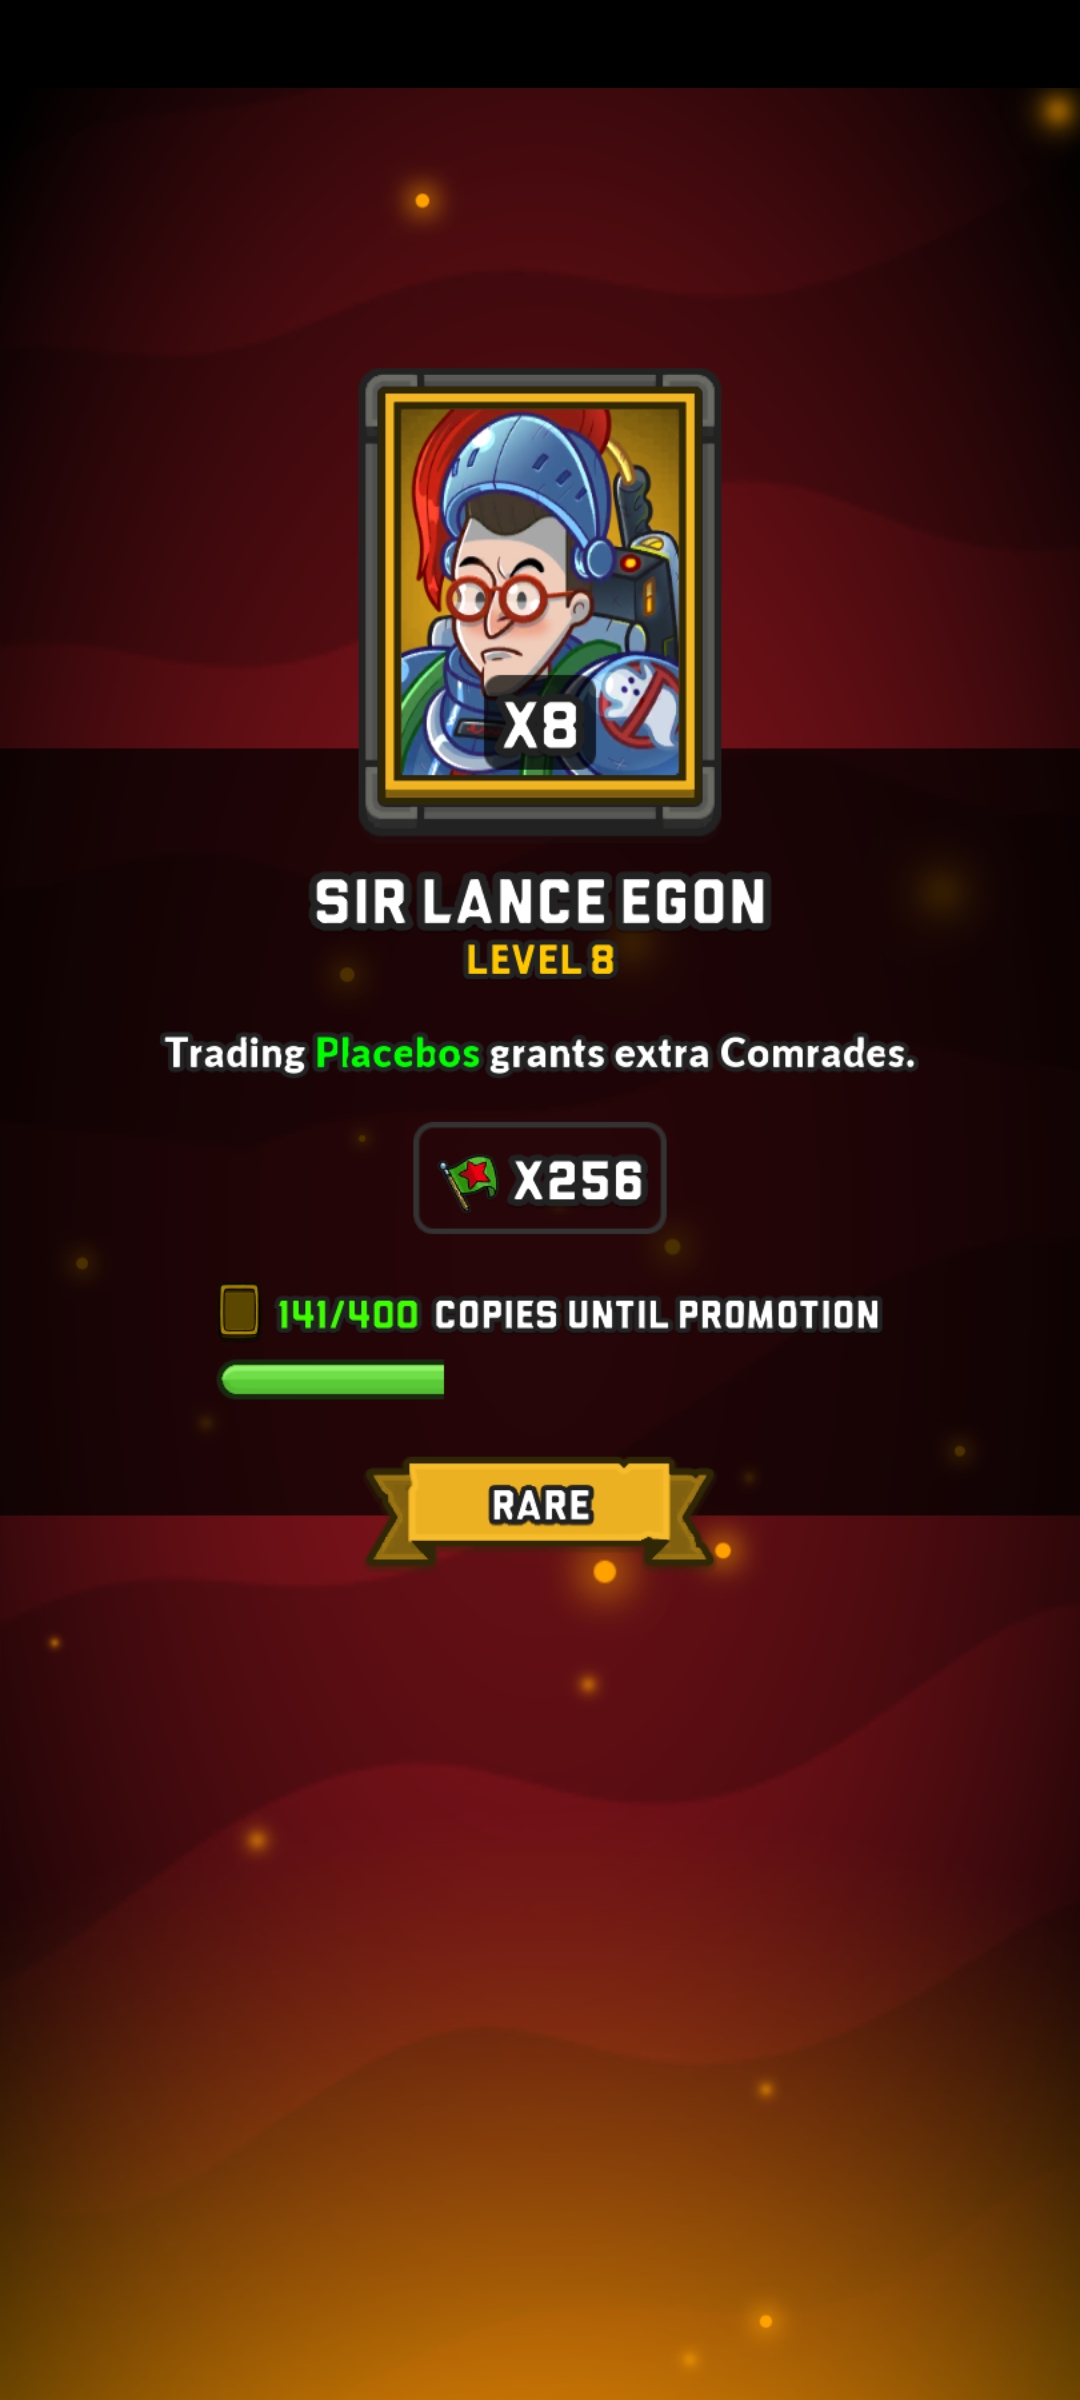 X8
SIR LANCE EGON
LEVEL 8
Trading Placebos grants extra Comrades.
X256
141/400 COPIES UNTIL PROMOTION
RARE